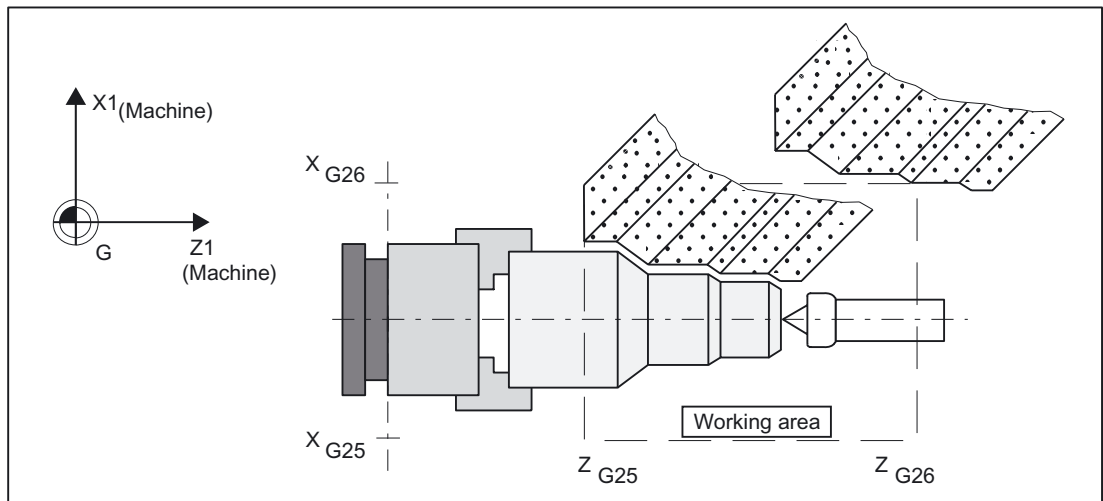 X1 (Machine)
X G26
G
Z1
(Machine)
Working area
X G25
Z G25
Z G26